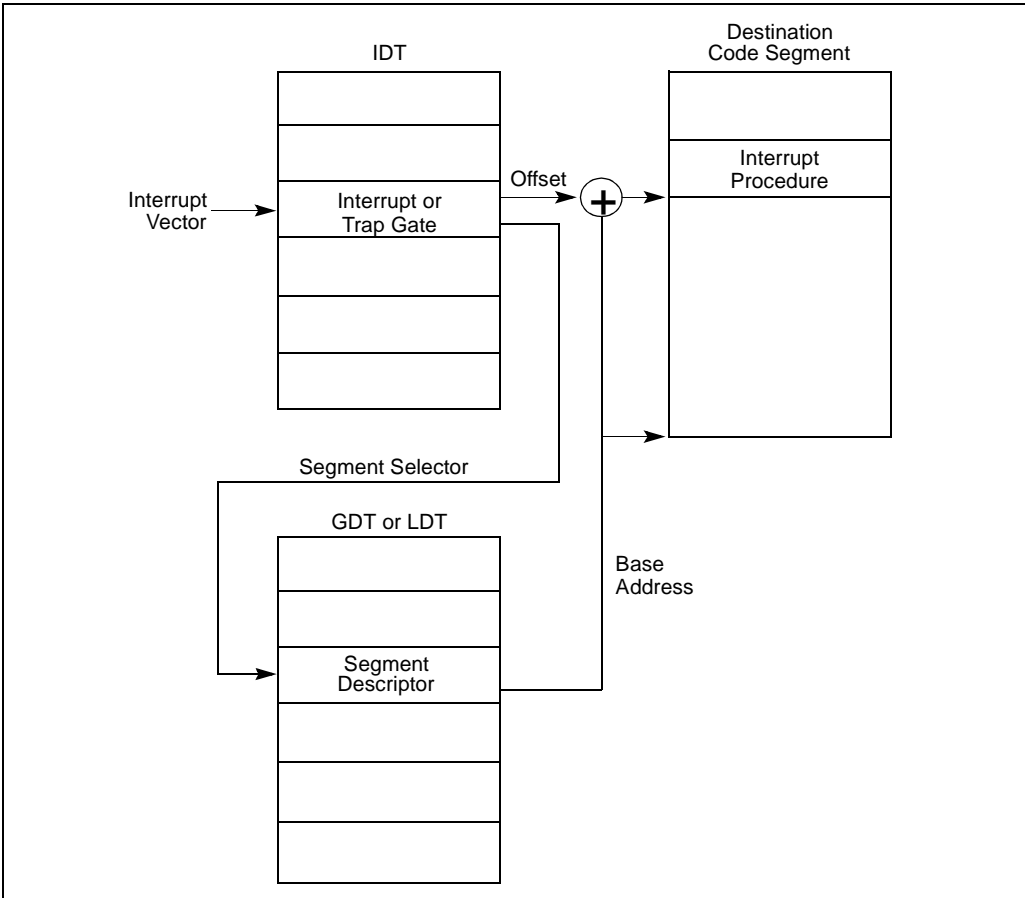 IDT
Destination
Code Segment
Interrupt
Vector
Interrupt or
Trap Gate
Offset
+
Interrupt
Procedure
Segment Selector
GDT or LDT
Base
Address
Segment
Descriptor